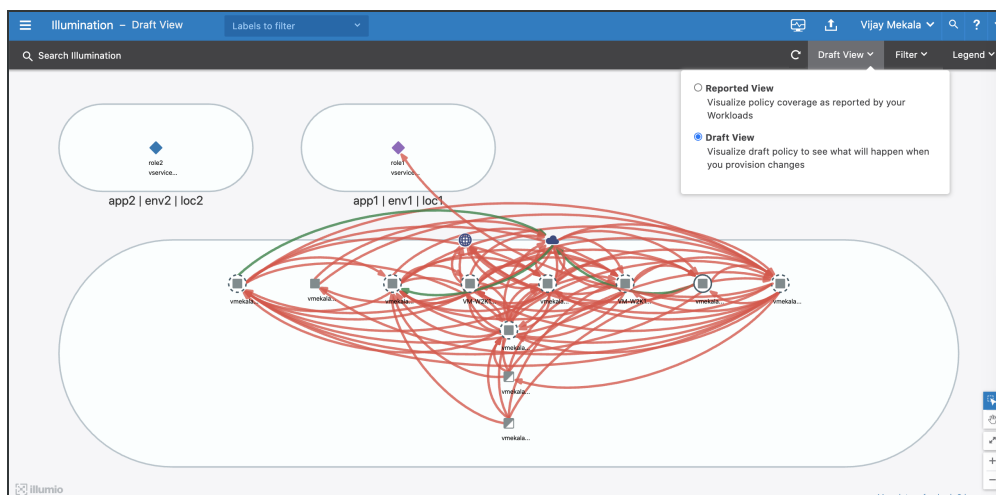 Illumination – Draft View
Labels to filter
Vijay Mekala
?
Search Illumination
Draft View
Filter
Legend
Reported View
Visualize policy coverage as reported by your
Workloads
Draft View
Visualize draft policy to see what will happen when
you provision changes
role2
vservice...
app2 | env2 | loc2
role1
vservice...
app1 | env1 | loc1
vmekala...
vmekala...
vmekala...
VM-W2K1...
vmekala...
VM-W2K1...
vmekala...
vmekala...
vmekala...
vmekala...
vmekala...
illumio